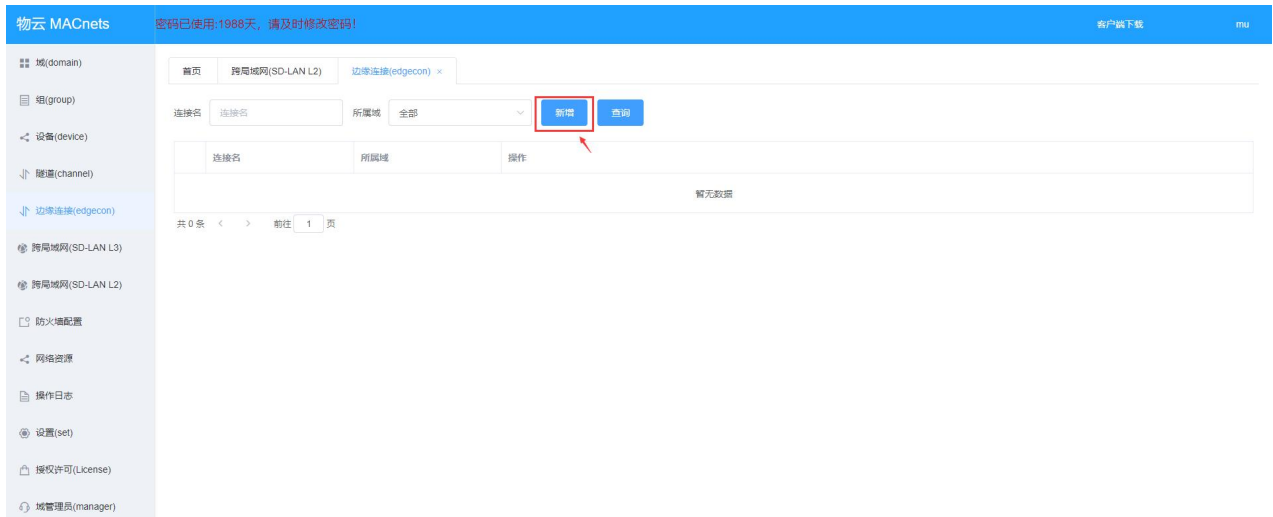 物云 MACnets
密码已使用:1988天，请及时修改密码!
客户端下载
mu
域(domain)
组(group)
设备(device)
隧道(channel)
边缘连接(edgecon)
跨局域网(SD-LAN L3)
跨局域网(SD-LAN L2)
防火墙配置
网络资源
操作日志
设置(set)
授权许可(License)
域管理员(manager)
首页 跨局域网(SD-LAN L2) 边缘连接(edgecon) ×
连接名 连接名 所属域 全部 新增 查询
连接名 所属域 操作
暂无数据
共 0 条 < > 前往 1 页